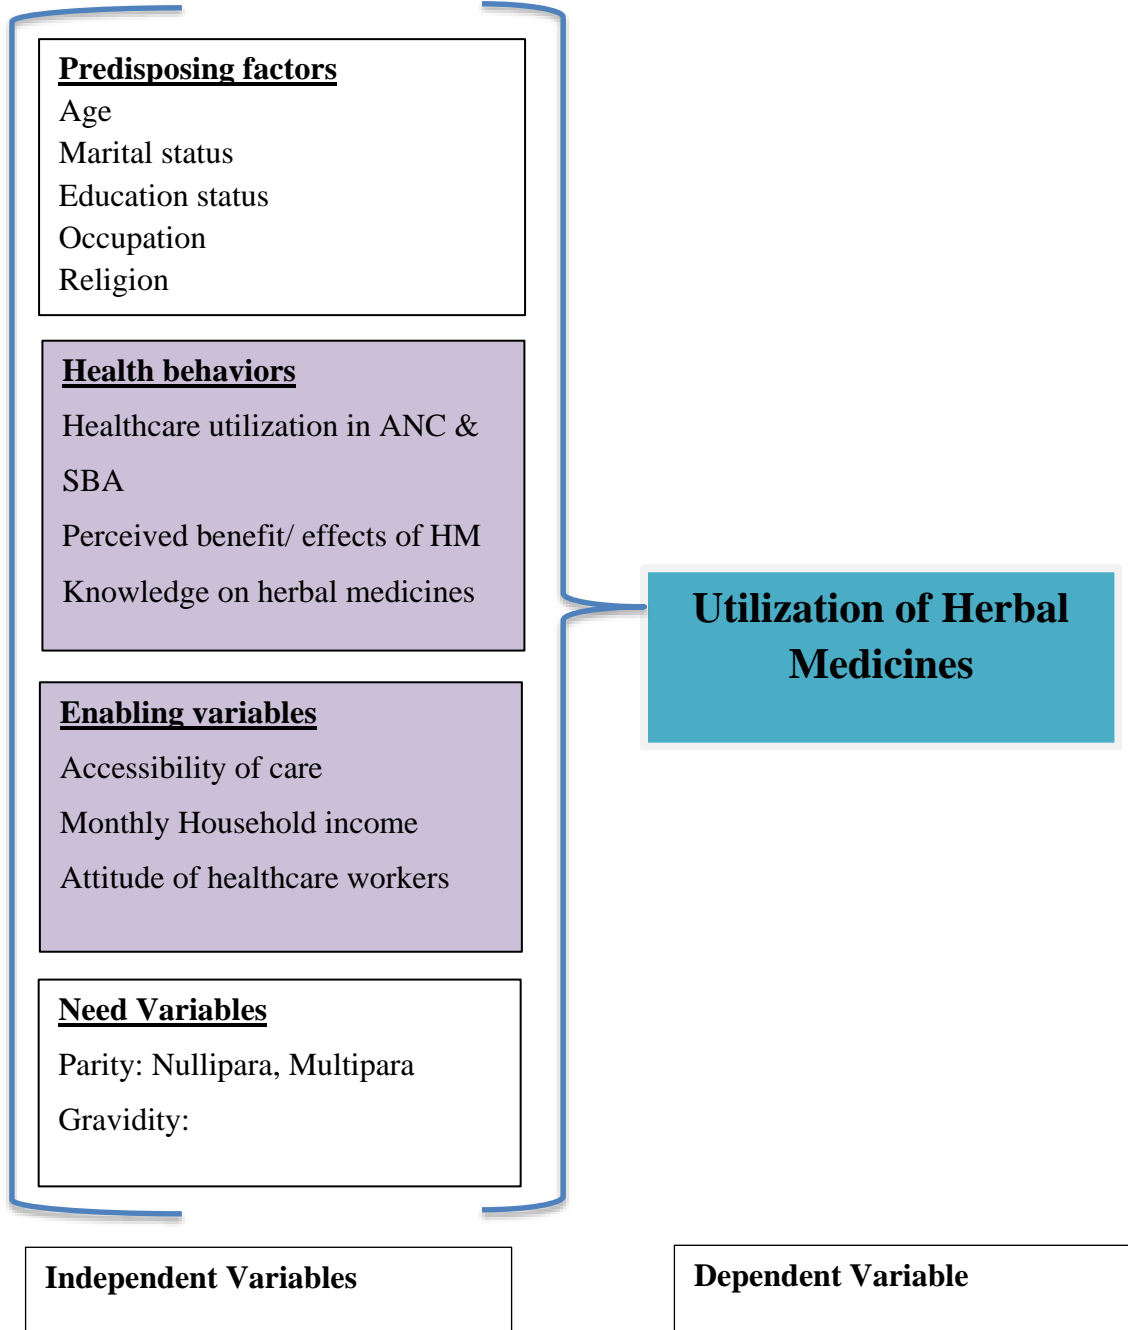 Predisposing factors
Age
Marital status
Education status
Occupation
Religion
Health behaviors
Healthcare utilization in ANC &
SBA
Perceived benefit/ effects of HM
Knowledge on herbal medicines
Enabling variables
Accessibility of care
Monthly Household income
Attitude of healthcare workers
Need Variables
Parity: Nullipara, Multipara
Gravidity:
Utilization of Herbal
Medicines
Independent Variables
Dependent Variable